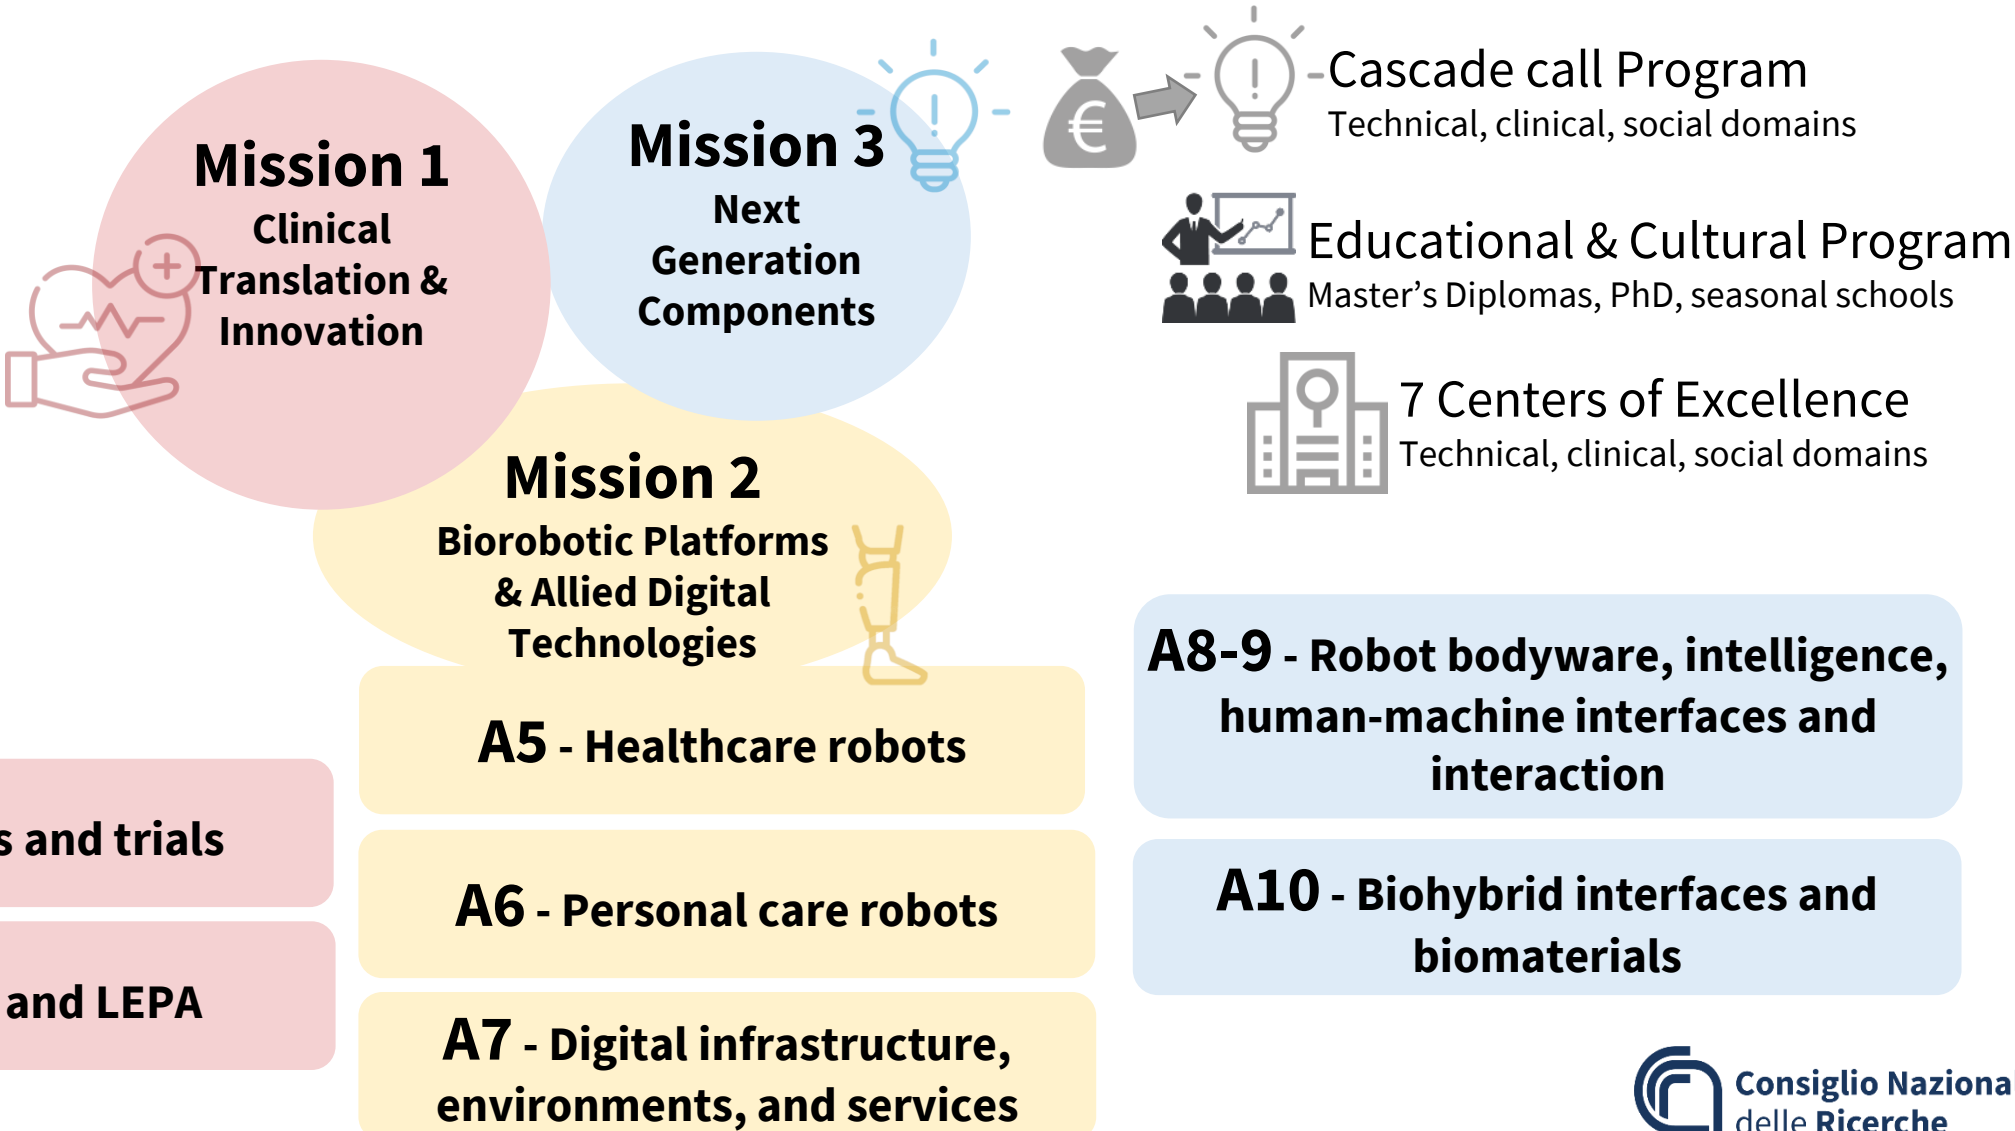 Mission 1
Clinical
Translation &
Innovation
Mission 3
Next
Generation
Components
Mission 2
Biorobotic Platforms
& Allied Digital
Technologies
€
Cascade call Program
Technical, clinical, social domains
Educational & Cultural Program
Master's Diplomas, PhD, seasonal schools
7 Centers of Excellence
Technical, clinical, social domains
and trials
and LEPA
A5 - Healthcare robots
A6 - Personal care robots
A7 - Digital infrastructure,
environments, and services
A8-9 - Robot bodyware, intelligence,
human-machine interfaces and
interaction
A10 - Biohybrid interfaces and
biomaterials
Consiglio Naziona
delle Ricerche